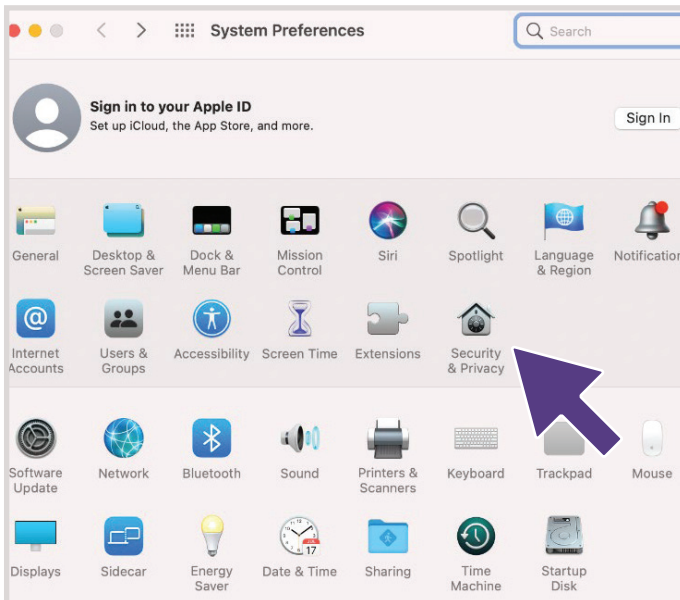 System Preferences
Search
Sign in to your Apple ID
Set up iCloud, the App Store, and more.
Sign In
General
Desktop &
Screen Saver
Dock &
Menu Bar
Mission
Control
Siri
Spotlight
Language
& Region
Notification
Internet
Accounts
Users &
Groups
Accessibility
Screen Time
Extensions
Security
& Privacy
Software
Update
Network
Bluetooth
Sound
Printers &
Scanners
Keyboard
Trackpad
Mouse
Displays
Sidecar
Energy
Saver
17
Date & Time
Sharing
Time
Machine
Startup
Disk